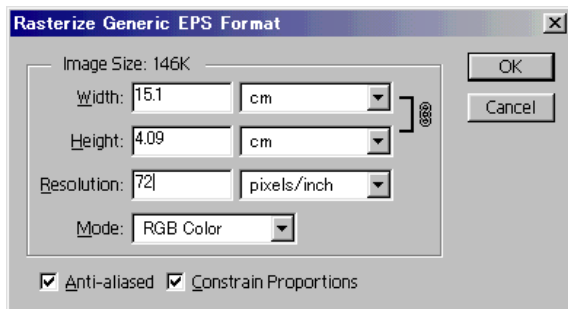 Rasterize Generic EPS Format
Image Size: 146K
OK
Width: 15.1 cm
Cancel
Height: 4.09 cm
Resolution: 72 pixels/inch
Mode: RGB Color
Anti-aliased Constrain Proportions